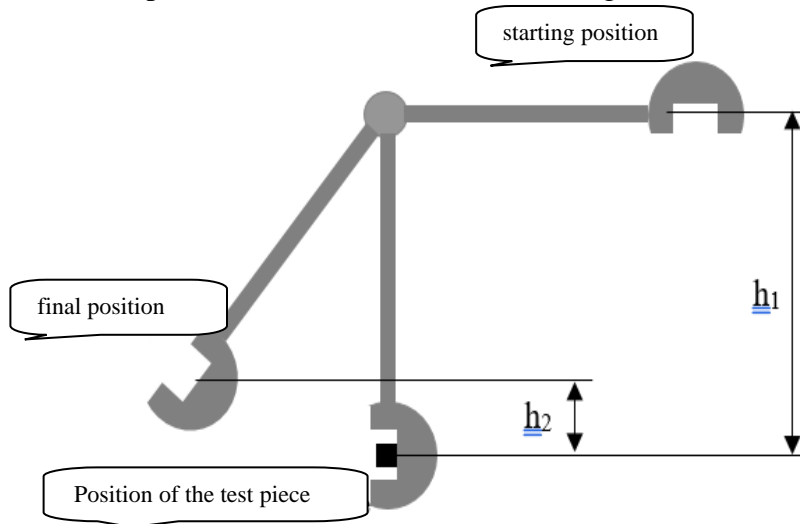 starting position
h1
final position
h2
Position of the test piece